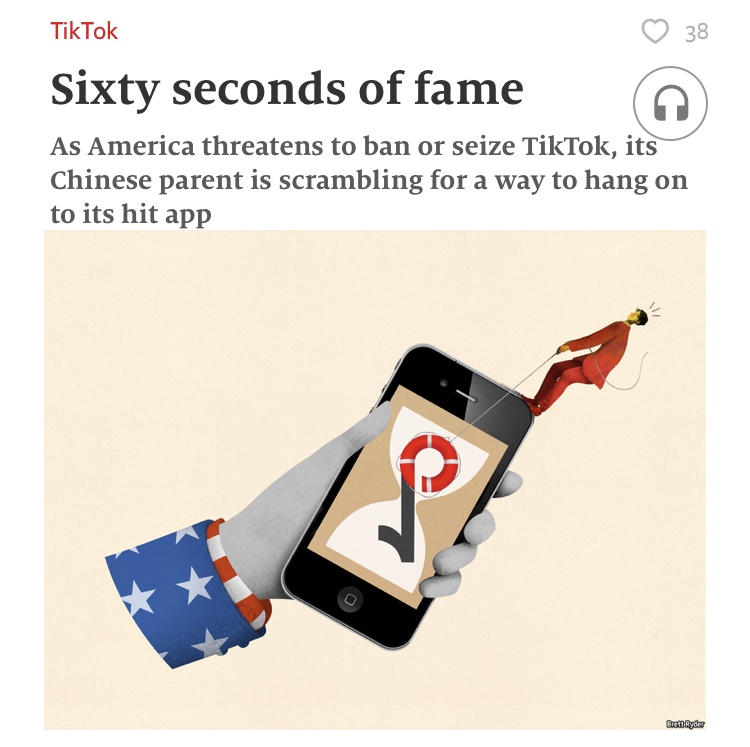 TikTok
38
Sixty seconds of fame
As America threatens to ban or seize TikTok, its
Chinese parent is scrambling for a way to hang on
to its hit app
Brett Ryder